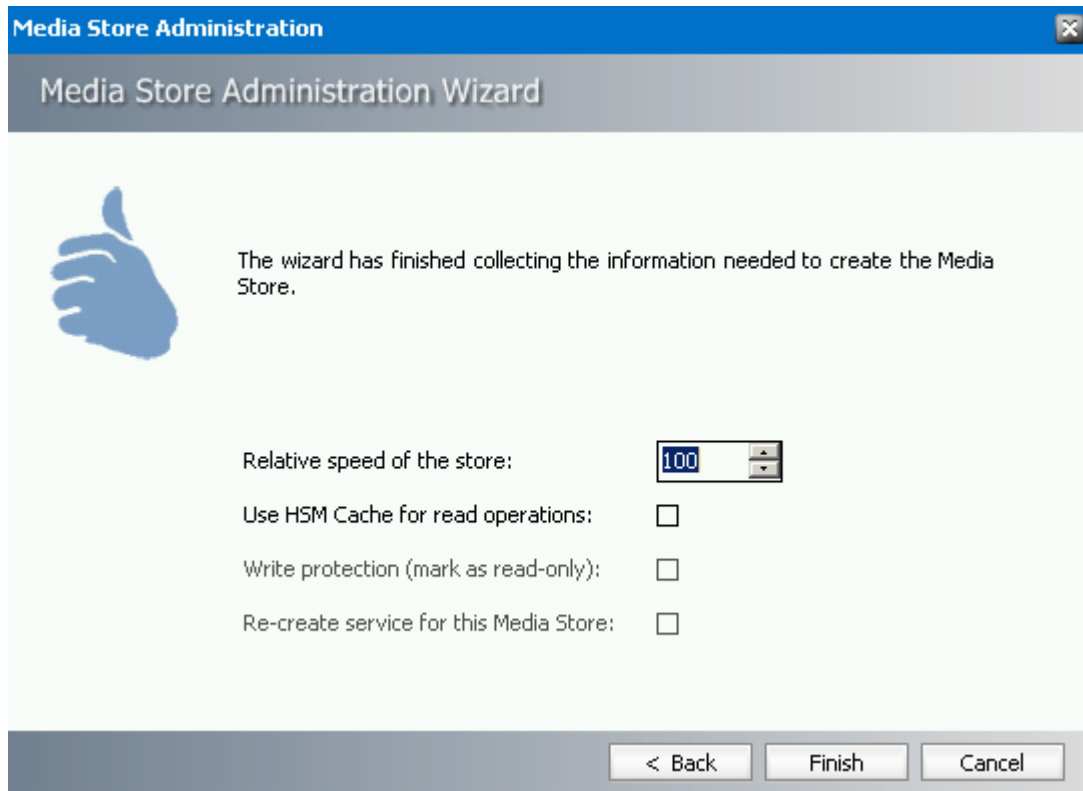 Media Store Administration
Media Store Administration Wizard
The wizard has finished collecting the information needed to create the Media
Store.
Relative speed of the store:
100
Use HSM Cache for read operations:
Write protection (mark as read-only):
Re-create service for this Media Store:
< Back
Finish
Cancel